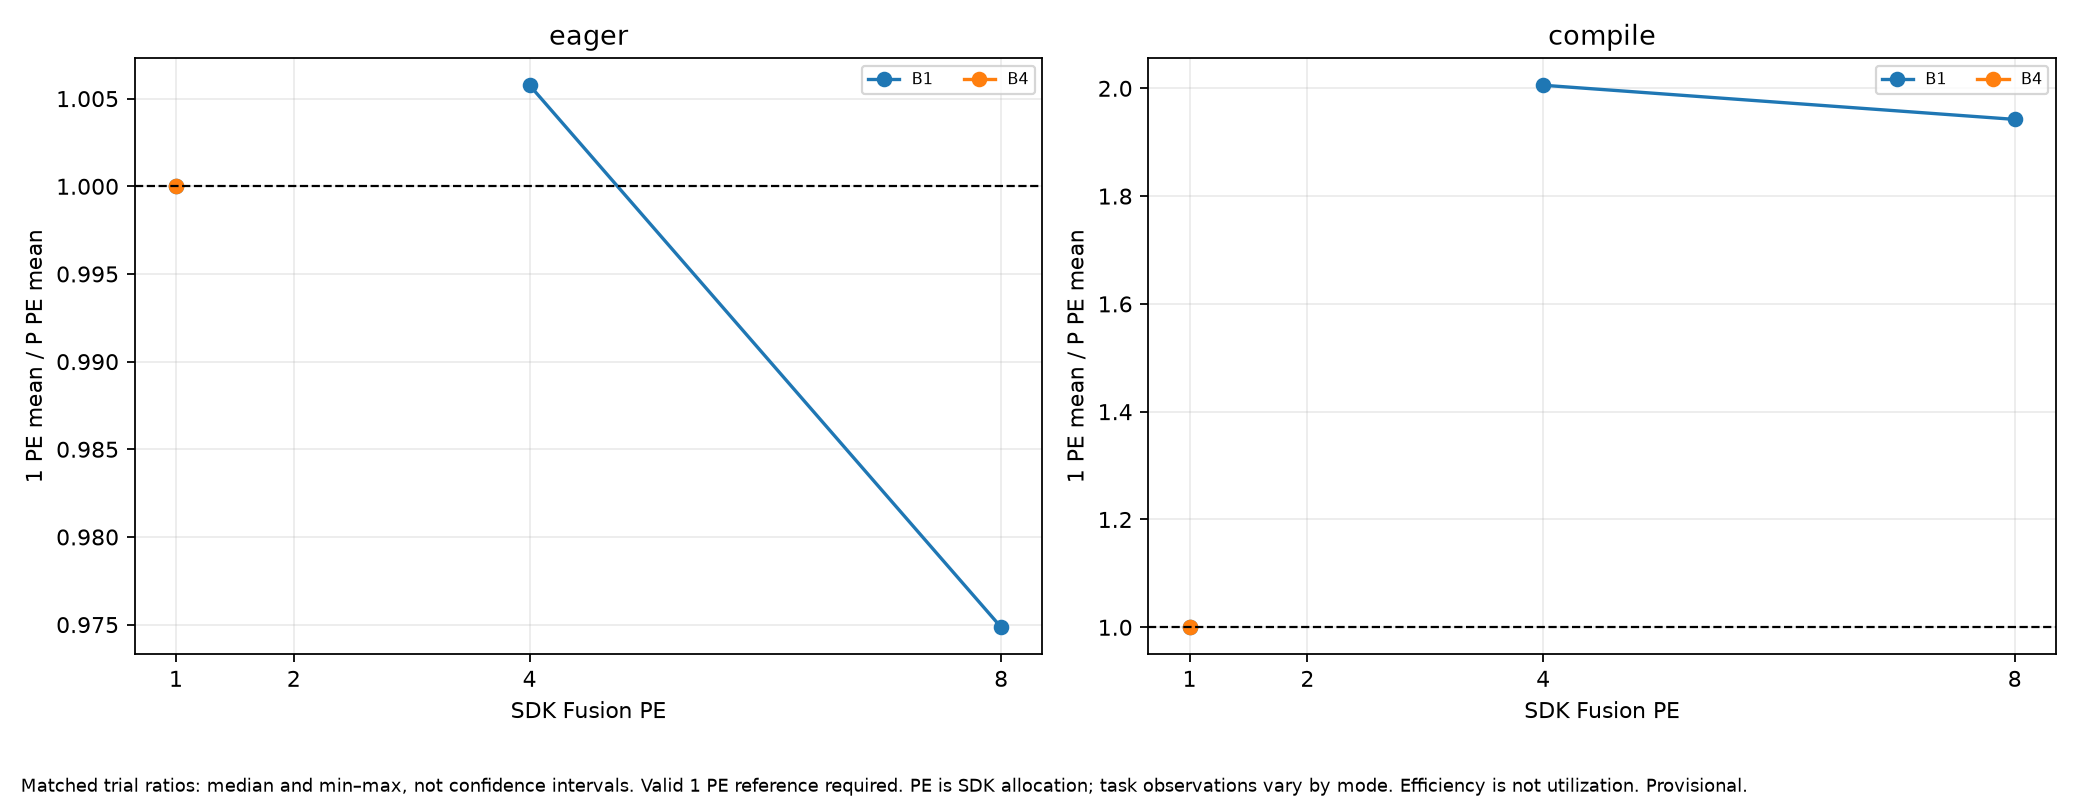 eager
B1
B4
1.005
1.000
0.995
0.990
0.985
0.980
0.975
1 PE mean / P PE mean
1
2
4
8
SDK Fusion PE
compile
B1
B4
2.0
1.8
1.6
1.4
1.2
1.0
1 PE mean / P PE mean
1
2
4
8
SDK Fusion PE
Matched trial ratios: median and min–max, not confidence intervals. Valid 1 PE reference required. PE is SDK allocation; task observations vary by mode. Efficiency is not utilization. Provisional.